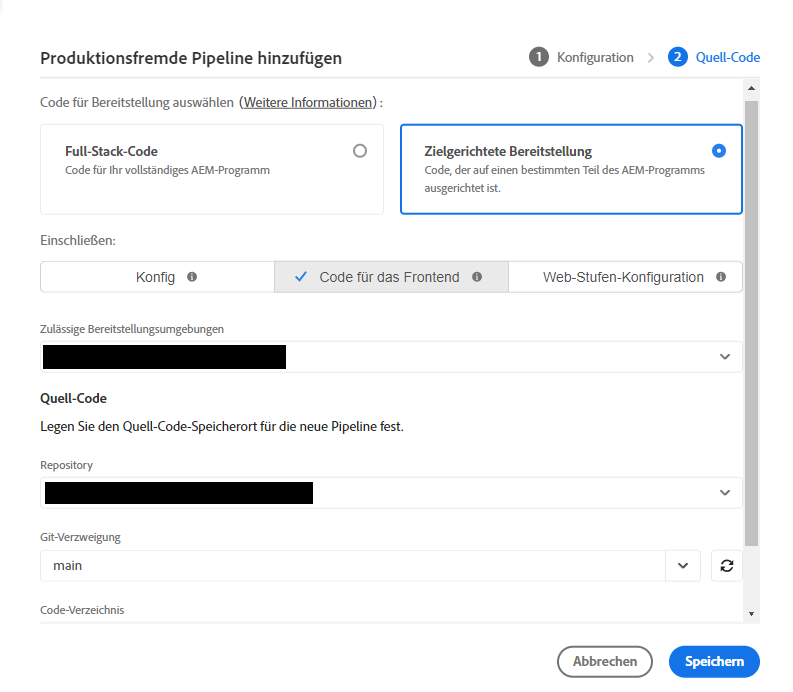 Produktionsfremde Pipeline hinzufügen
1 Konfiguration > 2 Quell-Code
Code für Bereitstellung auswählen (Weitere Informationen) :
Full-Stack-Code
Code für Ihr vollständiges AEM-Programm
Zielgerichtete Bereitstellung
Code, der auf einen bestimmten Teil des AEM-Programms
ausgerichtet ist.
Einschließen:
Konfig
Code für das Frontend
Web-Stufen-Konfiguration
Zulässige Bereitstellungsumgebungen
Quell-Code
Legen Sie den Quell-Code-Speicherort für die neue Pipeline fest.
Repository
Git-Verzweigung
main
Code-Verzeichnis
Abbrechen
Speichern